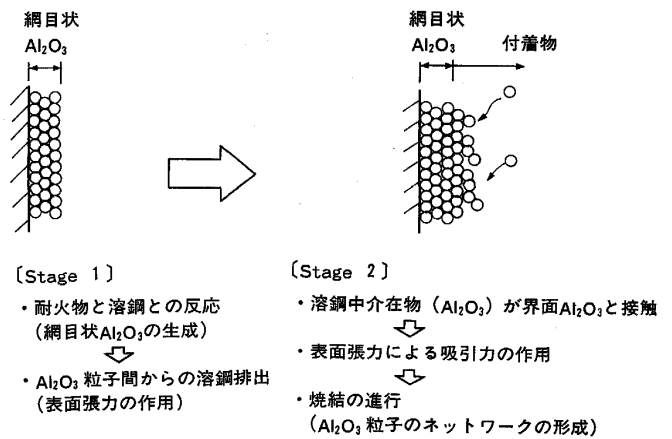 網目状
Al₂O₃
網目状
Al₂O₃
付着物
〔Stage 1〕
・耐火物と溶鋼との反応
(網目状Al₂O₃の生成)
・Al₂O₃粒子間からの溶鋼排出
(表面張力の作用)
〔Stage 2〕
・溶鋼中介在物(Al₂O₃)が界面Al₂O₃と接触
・表面張力による吸引力の作用
・焼結の進行
(Al₂O₃粒子のネットワークの形成)